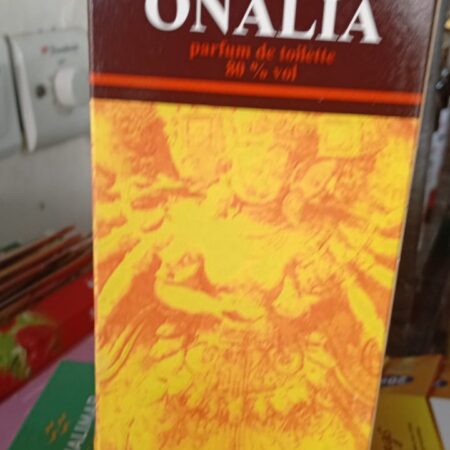 ONALIA
parfum de toilette
80 % vol